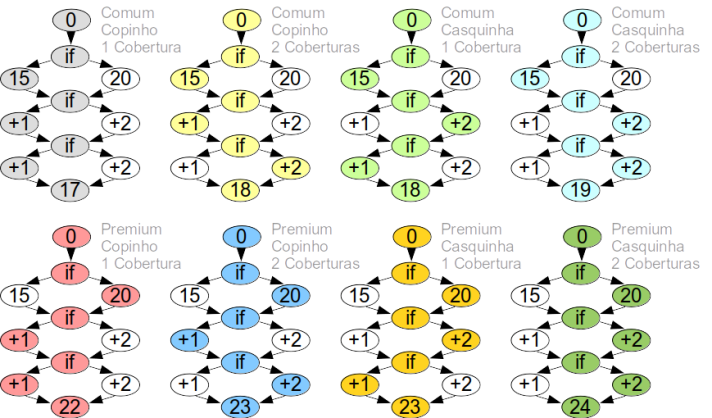 0 Comum
Copinho
1 Cobertura
if
15 20
if
+1 +2
if
+1 +2
17
0 Comum
Copinho
2 Coberturas
if
15 20
if
+1 +2
if
+1 +2
18
0 Comum
Casquinha
1 Cobertura
if
15 20
if
+1 +2
if
+1 +2
18
0 Comum
Casquinha
2 Coberturas
if
15 20
if
+1 +2
if
+1 +2
19
0 Premium
Copinho
1 Cobertura
if
15 20
if
+1 +2
if
+1 +2
22
0 Premium
Copinho
2 Coberturas
if
15 20
if
+1 +2
if
+1 +2
23
0 Premium
Casquinha
1 Cobertura
if
15 20
if
+1 +2
if
+1 +2
23
0 Premium
Casquinha
2 Coberturas
if
15 20
if
+1 +2
if
+1 +2
24